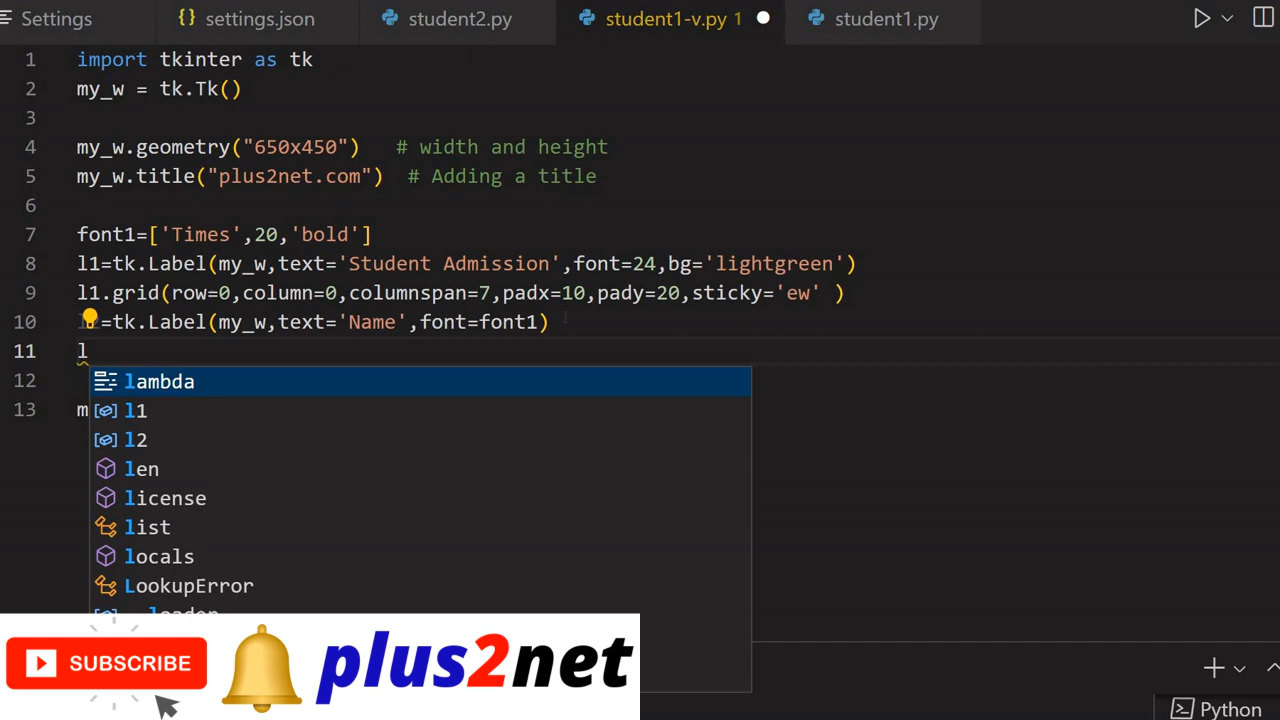 Settings
settings.json
student2.py
student1-v.py 1
student1.py
1 import tkinter as tk
2 my_w = tk.Tk()
3
4 my_w.geometry("650x450") # width and height
5 my_w.title("plus2net.com") # Adding a title
6
7 font1=['Times',20,'bold']
8 l1=tk.Label(my_w,text='Student Admission',font=24,bg='lightgreen')
9 l1.grid(row=0,column=0,columnspan=7,padx=10,pady=20,sticky='ew' )
10 l2=tk.Label(my_w,text='Name',font=font1)
11 l
12
13 m
lambda
l1
l2
len
license
list
locals
LookupError
SUBSCRIBE
plus2net
Python